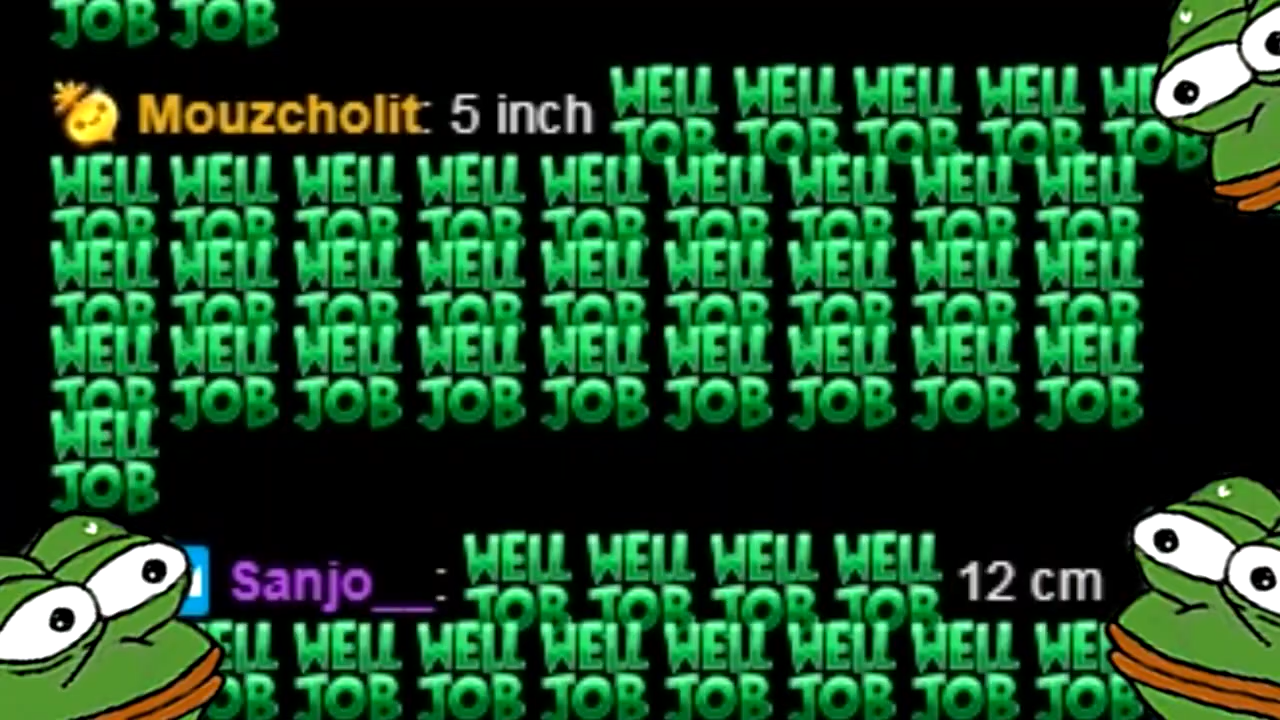 JOB JOB
Mouzcholit: 5 inch WELL WELL WELL WELL WE
JOB JOB JOB JOB JOB
WELL WELL WELL WELL WELL WELL WELL WELL WELL
JOB JOB JOB JOB JOB JOB JOB JOB JOB
WELL WELL WELL WELL WELL WELL WELL WELL WELL
JOB JOB JOB JOB JOB JOB JOB JOB JOB
WELL WELL WELL WELL WELL WELL WELL WELL WELL
JOB JOB JOB JOB JOB JOB JOB JOB JOB
WELL
JOB
Sanjo__: WELL WELL WELL WELL 12 cm
JOB JOB JOB JOB
ELL WELL WELL WELL WELL WELL WELL WE
OB JOB JOB JOB JOB JOB JOB JOB